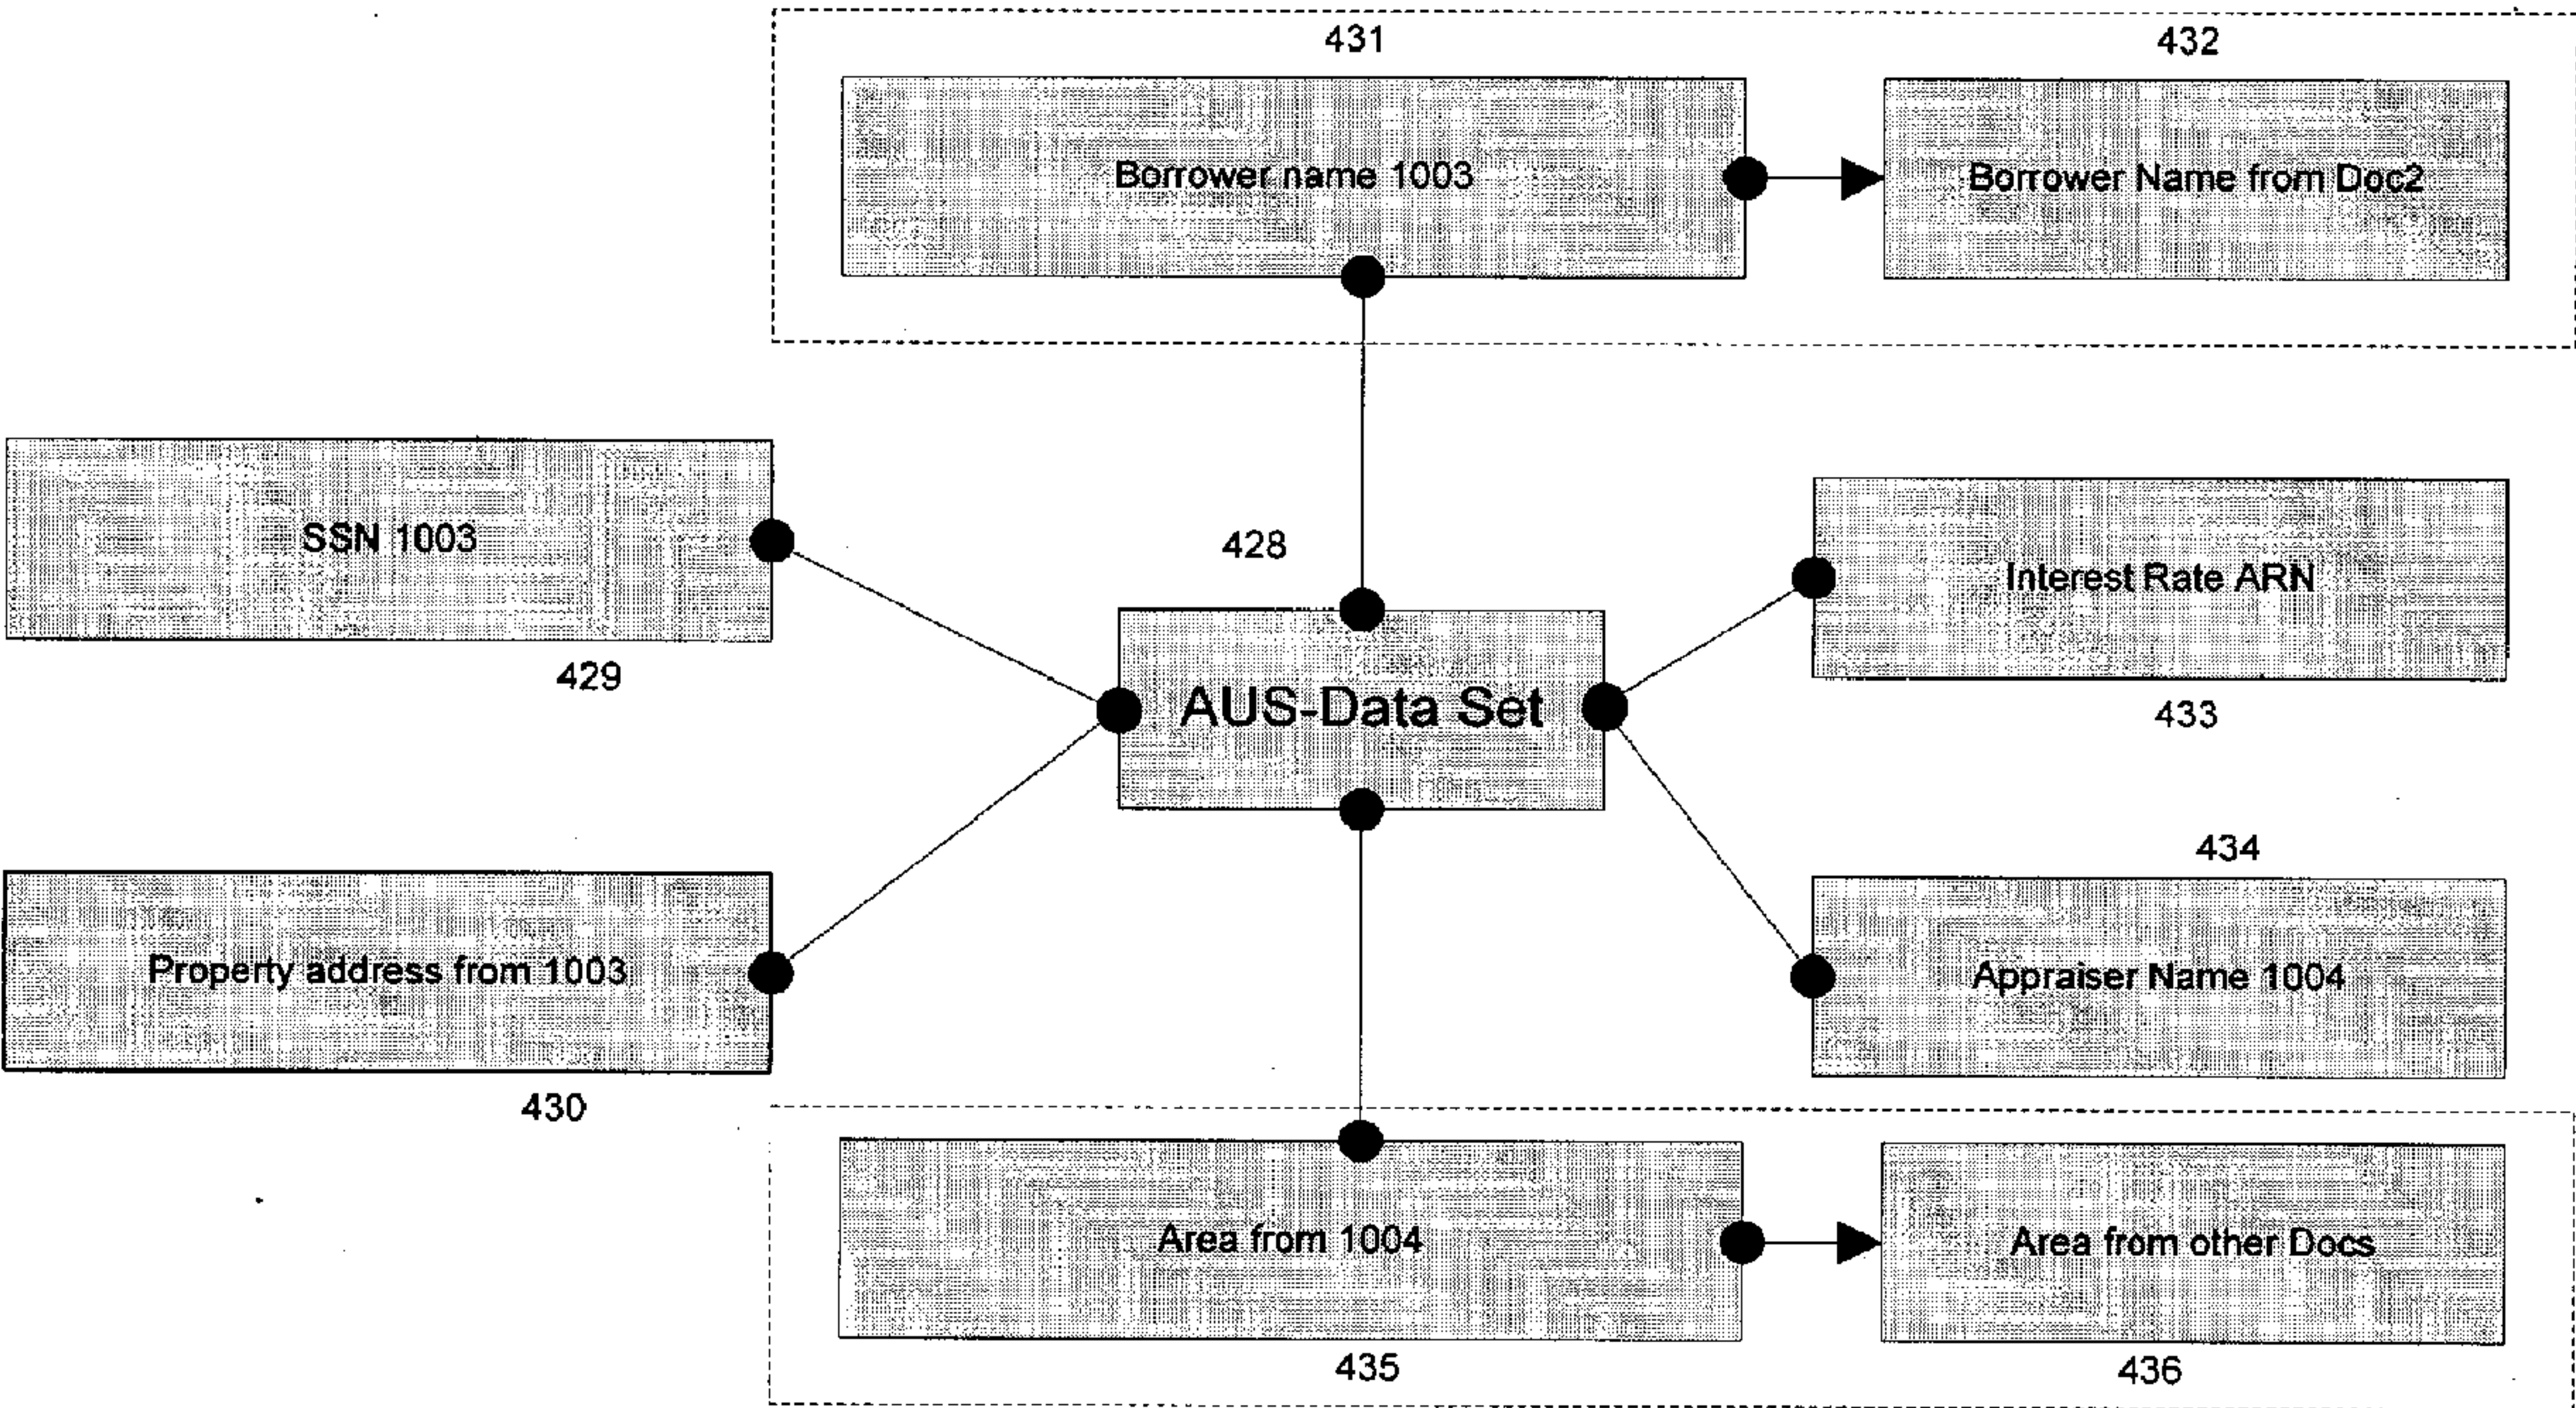 431
432
Borrower name 1003
Borrower Name from Doc2
SSN 1003
429
428
Interest Rate ARN
433
AUS-Data Set
434
Property address from 1003
430
Appraiser Name 1004
Area from 1004
435
Area from other Docs
436